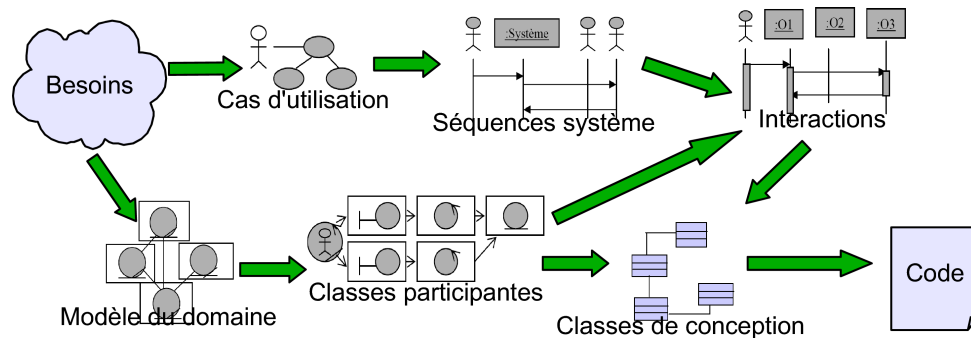 Besoins
Cas d'utilisation
:Système
Séquences système
:O1
:O2
:O3
Interactions
Modèle du domaine
Classes participantes
Classes de conception
Code